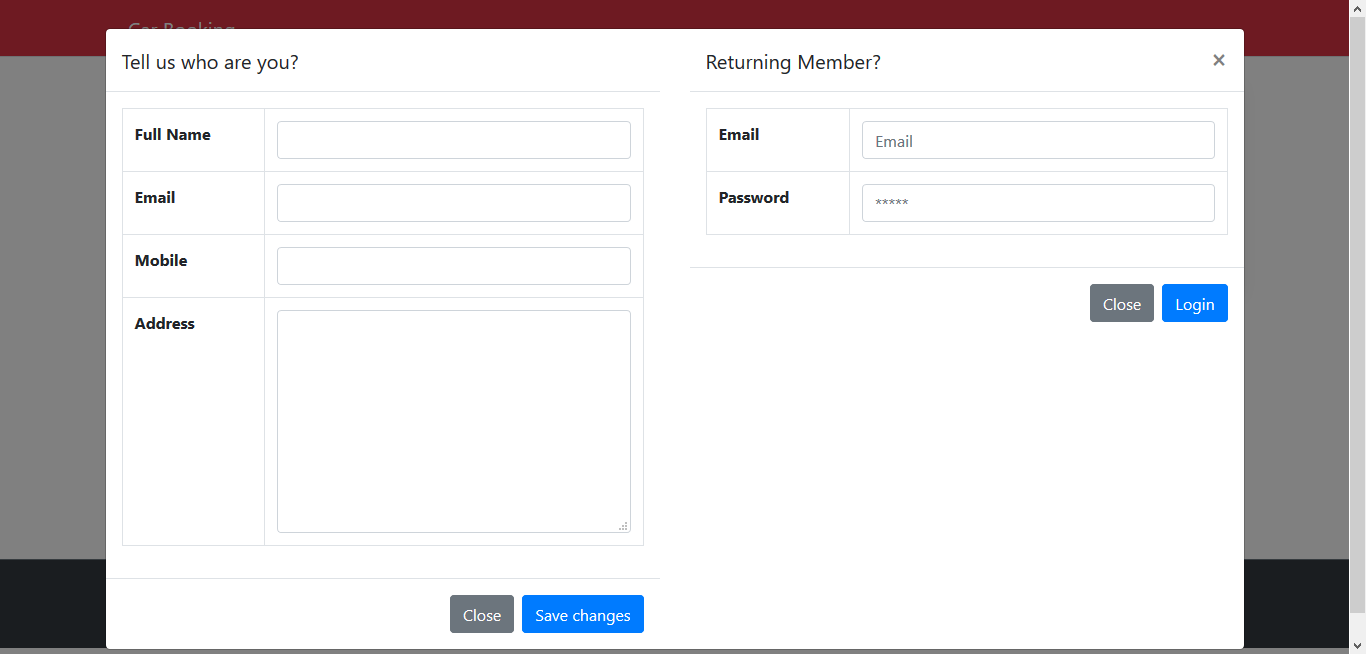 Car Booking
Tell us who are you?
Full Name
Email
Mobile
Address
Close Save changes
Returning Member?
×
Email Email
Password *****
Close Login